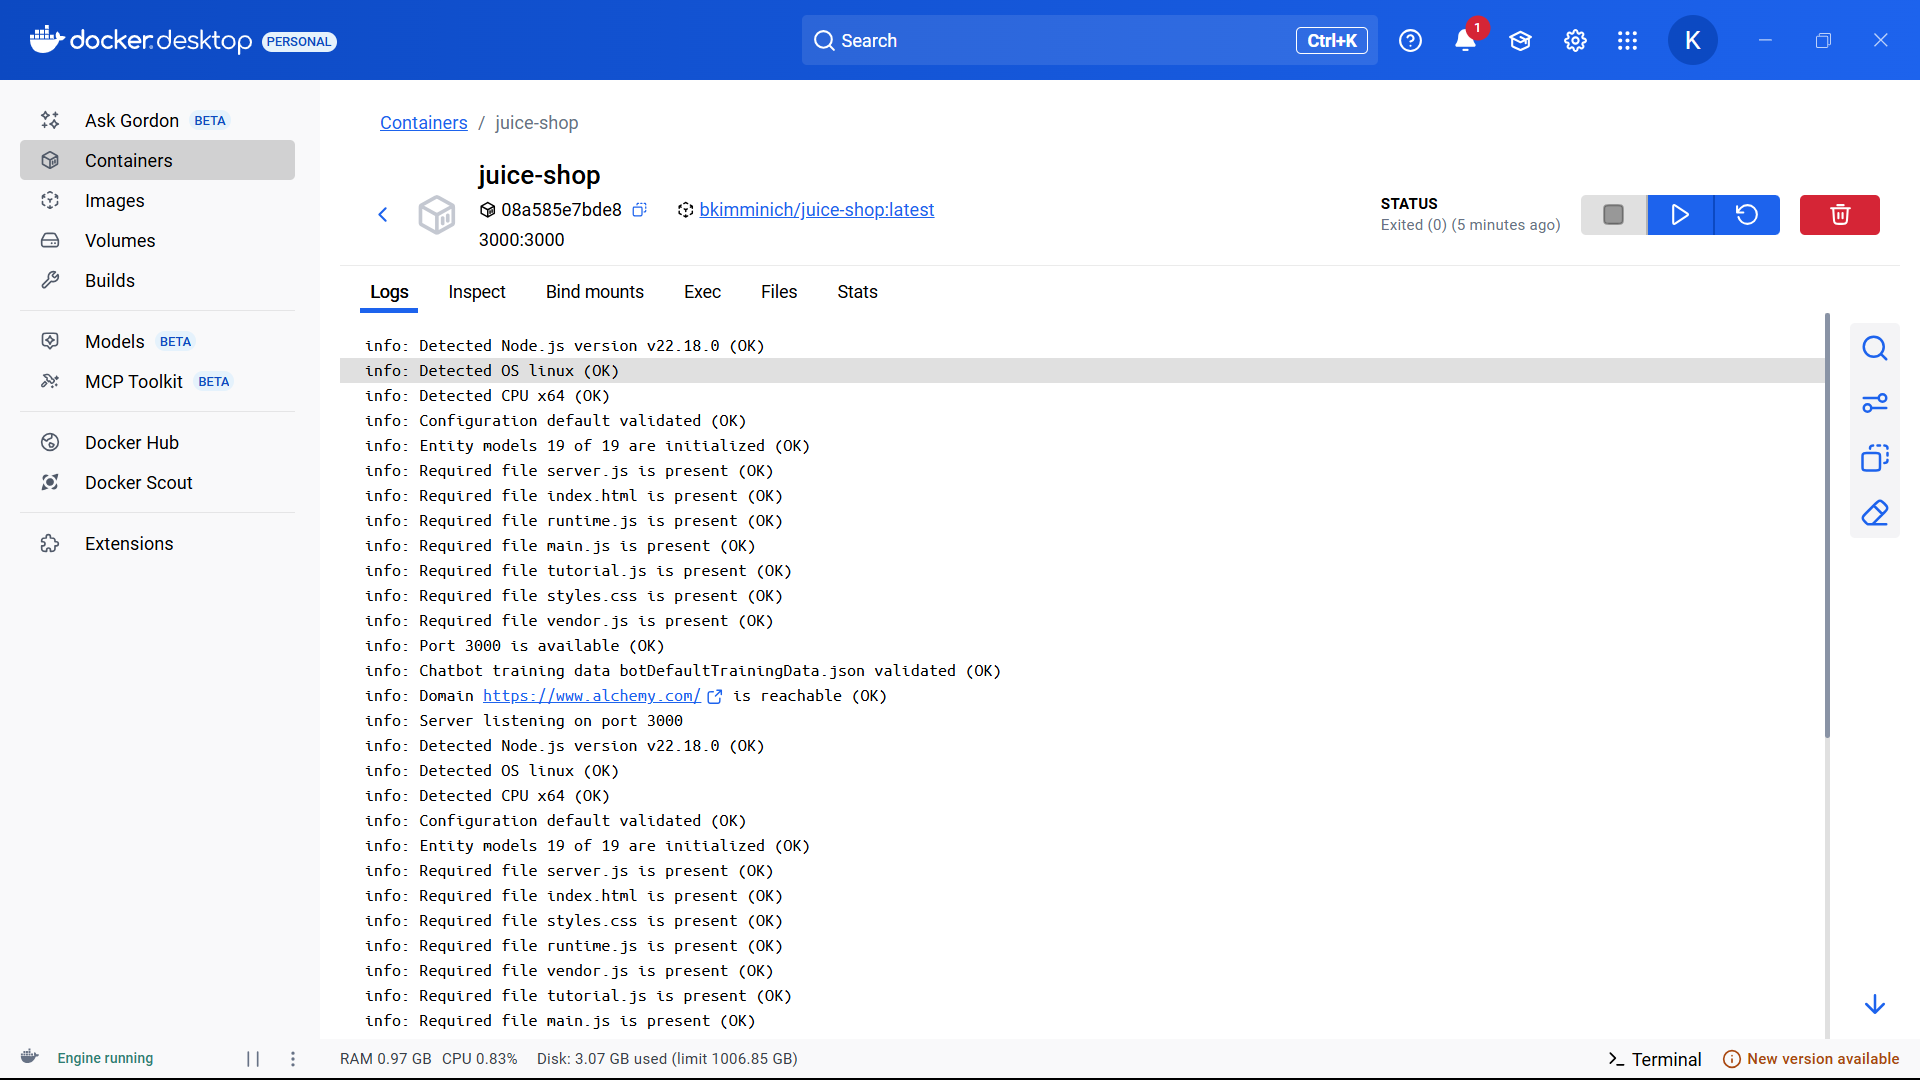 docker.desktop PERSONAL
Search
Ctrl+K
1
K
Ask Gordon BETA
Containers
Images
Volumes
Builds
Models BETA
MCP Toolkit BETA
Docker Hub
Docker Scout
Extensions
Containers / juice-shop
juice-shop
08a585e7bde8 bkimminich/juice-shop:latest
3000:3000
STATUS
Exited (0) (5 minutes ago)
Logs Inspect Bind mounts Exec Files Stats
info: Detected Node.js version v22.18.0 (OK)
info: Detected OS linux (OK)
info: Detected CPU x64 (OK)
info: Configuration default validated (OK)
info: Entity models 19 of 19 are initialized (OK)
info: Required file server.js is present (OK)
info: Required file index.html is present (OK)
info: Required file runtime.js is present (OK)
info: Required file main.js is present (OK)
info: Required file tutorial.js is present (OK)
info: Required file styles.css is present (OK)
info: Required file vendor.js is present (OK)
info: Port 3000 is available (OK)
info: Chatbot training data botDefaultTrainingData.json validated (OK)
info: Domain https://www.alchemy.com/ is reachable (OK)
info: Server listening on port 3000
info: Detected Node.js version v22.18.0 (OK)
info: Detected OS linux (OK)
info: Detected CPU x64 (OK)
info: Configuration default validated (OK)
info: Entity models 19 of 19 are initialized (OK)
info: Required file server.js is present (OK)
info: Required file index.html is present (OK)
info: Required file styles.css is present (OK)
info: Required file runtime.js is present (OK)
info: Required file vendor.js is present (OK)
info: Required file tutorial.js is present (OK)
info: Required file main.js is present (OK)
Engine running
RAM 0.97 GB CPU 0.83% Disk: 3.07 GB used (limit 1006.85 GB)
Terminal
New version available